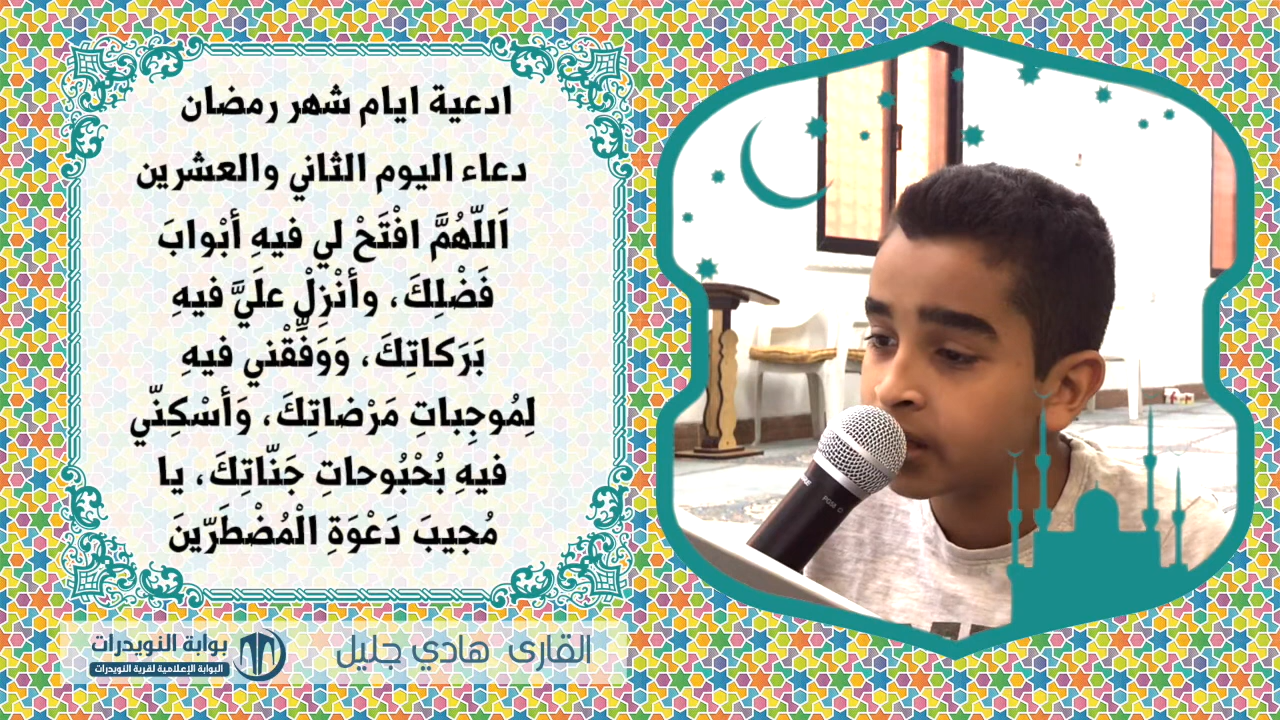 ادعية ايام شهر رمضان
دعاء اليوم الثاني والعشرين
اَللّهُمَّ افْتَحْ لي فيهِ أبْوابَ
فَضْلِكَ، وأنْزِلْ علَيَّ فيهِ
بَرَكاتِكَ، وَوَفِّقْني فيهِ
لِمُوجِباتِ مَرْضاتِكَ، وَأسْكِنّي
فيهِ بُحْبُوحاتِ جَنّاتِكَ، يا
مُجيبَ دَعْوَةِ الْمُضْطَرّينَ
القارئ هادي جليل
بوابة النويدرات
البوابة الإعلامية لقرية النويدرات